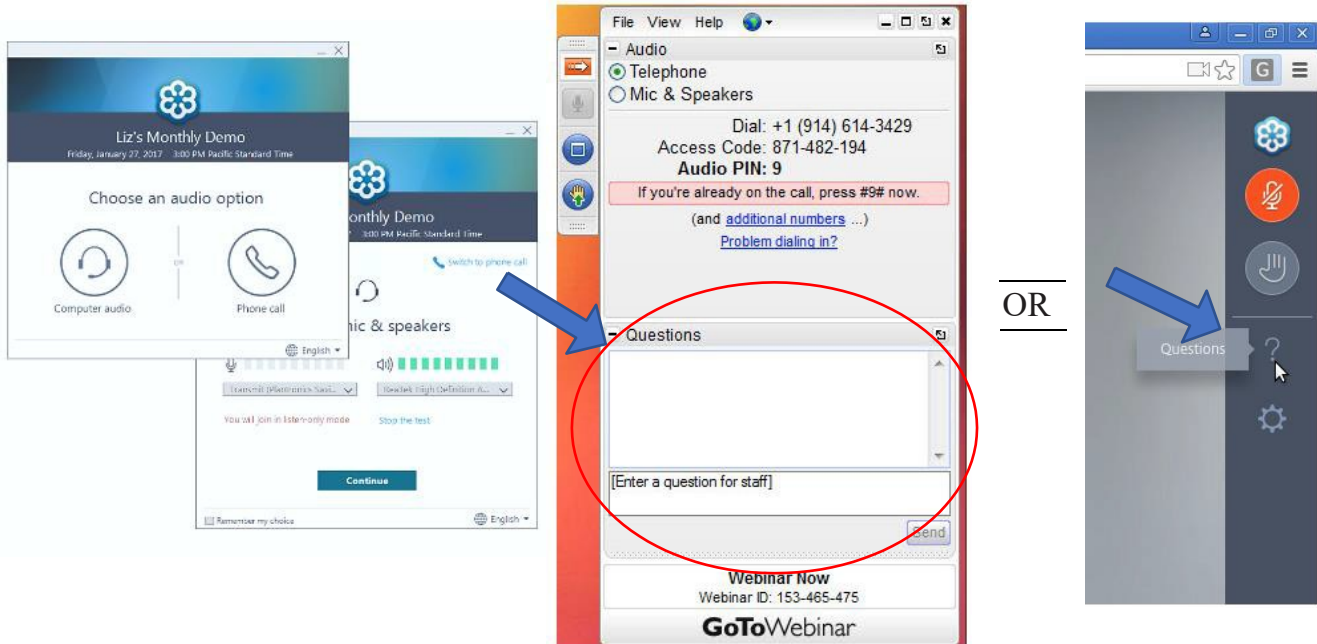 Liz's Monthly Demo
Friday, January 27, 2017 3:00 PM Pacific Standard Time
Choose an audio option
OR
Computer audio
Phone call
English
onthly Demo
3:00 PM Pacific Standard Time
Switch to phone call
ic & speakers
You will join in listen-only mode
Stop the test
Continue
Remember my choice
English
File View Help
Audio
Telephone
Mic & Speakers
Dial: +1 (914) 614-3429
Access Code: 871-482-194
Audio PIN: 9
If you're already on the call, press #9# now.
(and additional numbers ...)
Problem dialing in?
Questions
[Enter a question for staff]
Send
Webinar Now
Webinar ID: 153-465-475
GoToWebinar
OR
G
Questions
?